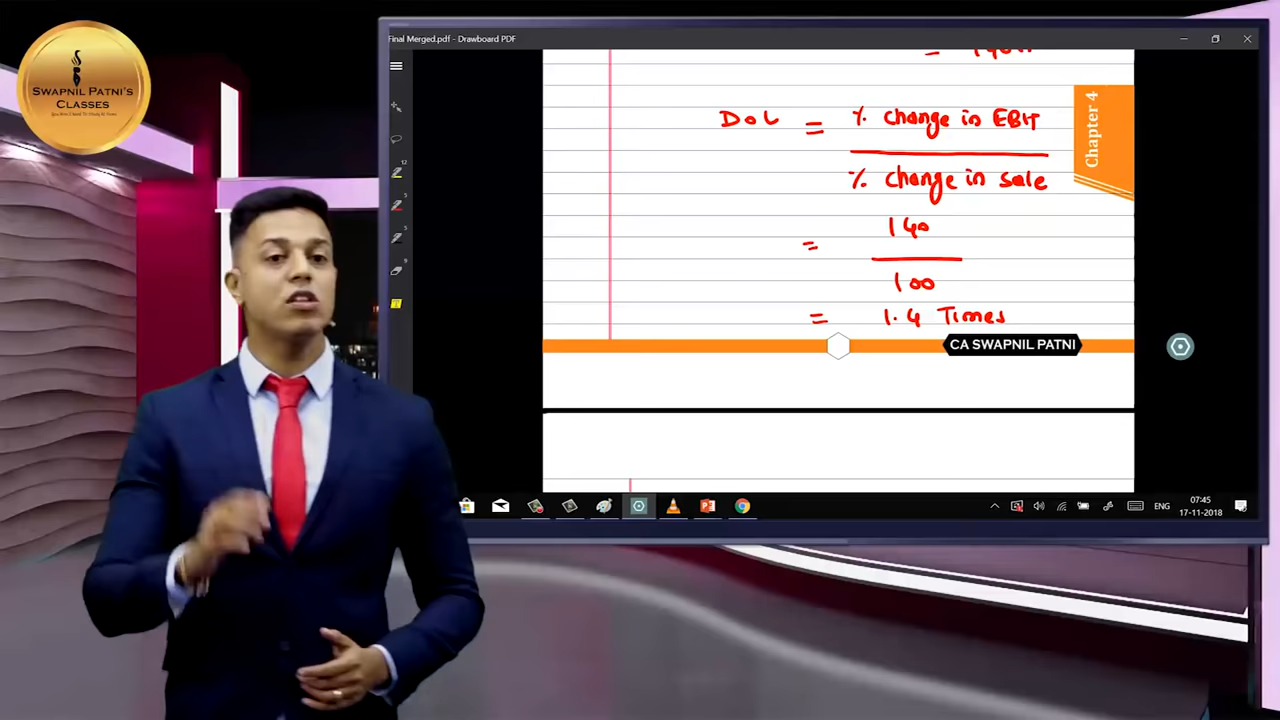 SWAPNIL PATNI'S
CLASSES
Final Merged.pdf - Drawboard PDF
Chapter 4
DOL = % change in EBIT
% change in sale
= 140
100
= 1.4 Times
CA SWAPNIL PATNI
ENG
07:45
17-11-2018